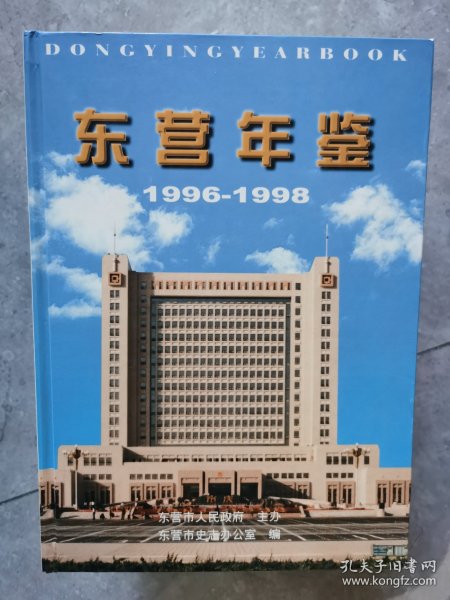 DONGYINGYEARBOOK
东营年鉴
1996-1998
东营市人民政府 主办
东营市史志办公室 编
孔夫子旧书网
www.kongfz.com